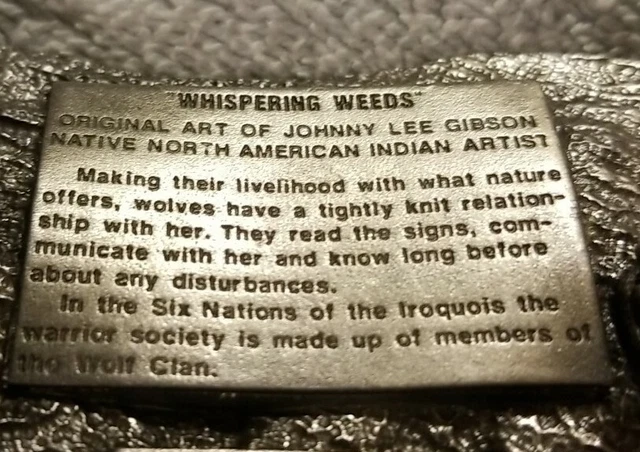 "WHISPERING WEEDS"
ORIGINAL ART OF JOHNNY LEE GIBSON
NATIVE NORTH AMERICAN INDIAN ARTIST
Making their livelihood with what nature
offers, wolves have a tightly knit relation-
ship with her. They read the signs, com-
municate with her and know long before
about any disturbances.
In the Six Nations of the Iroquois the
warrior society is made up of members of
the Wolf Clan.